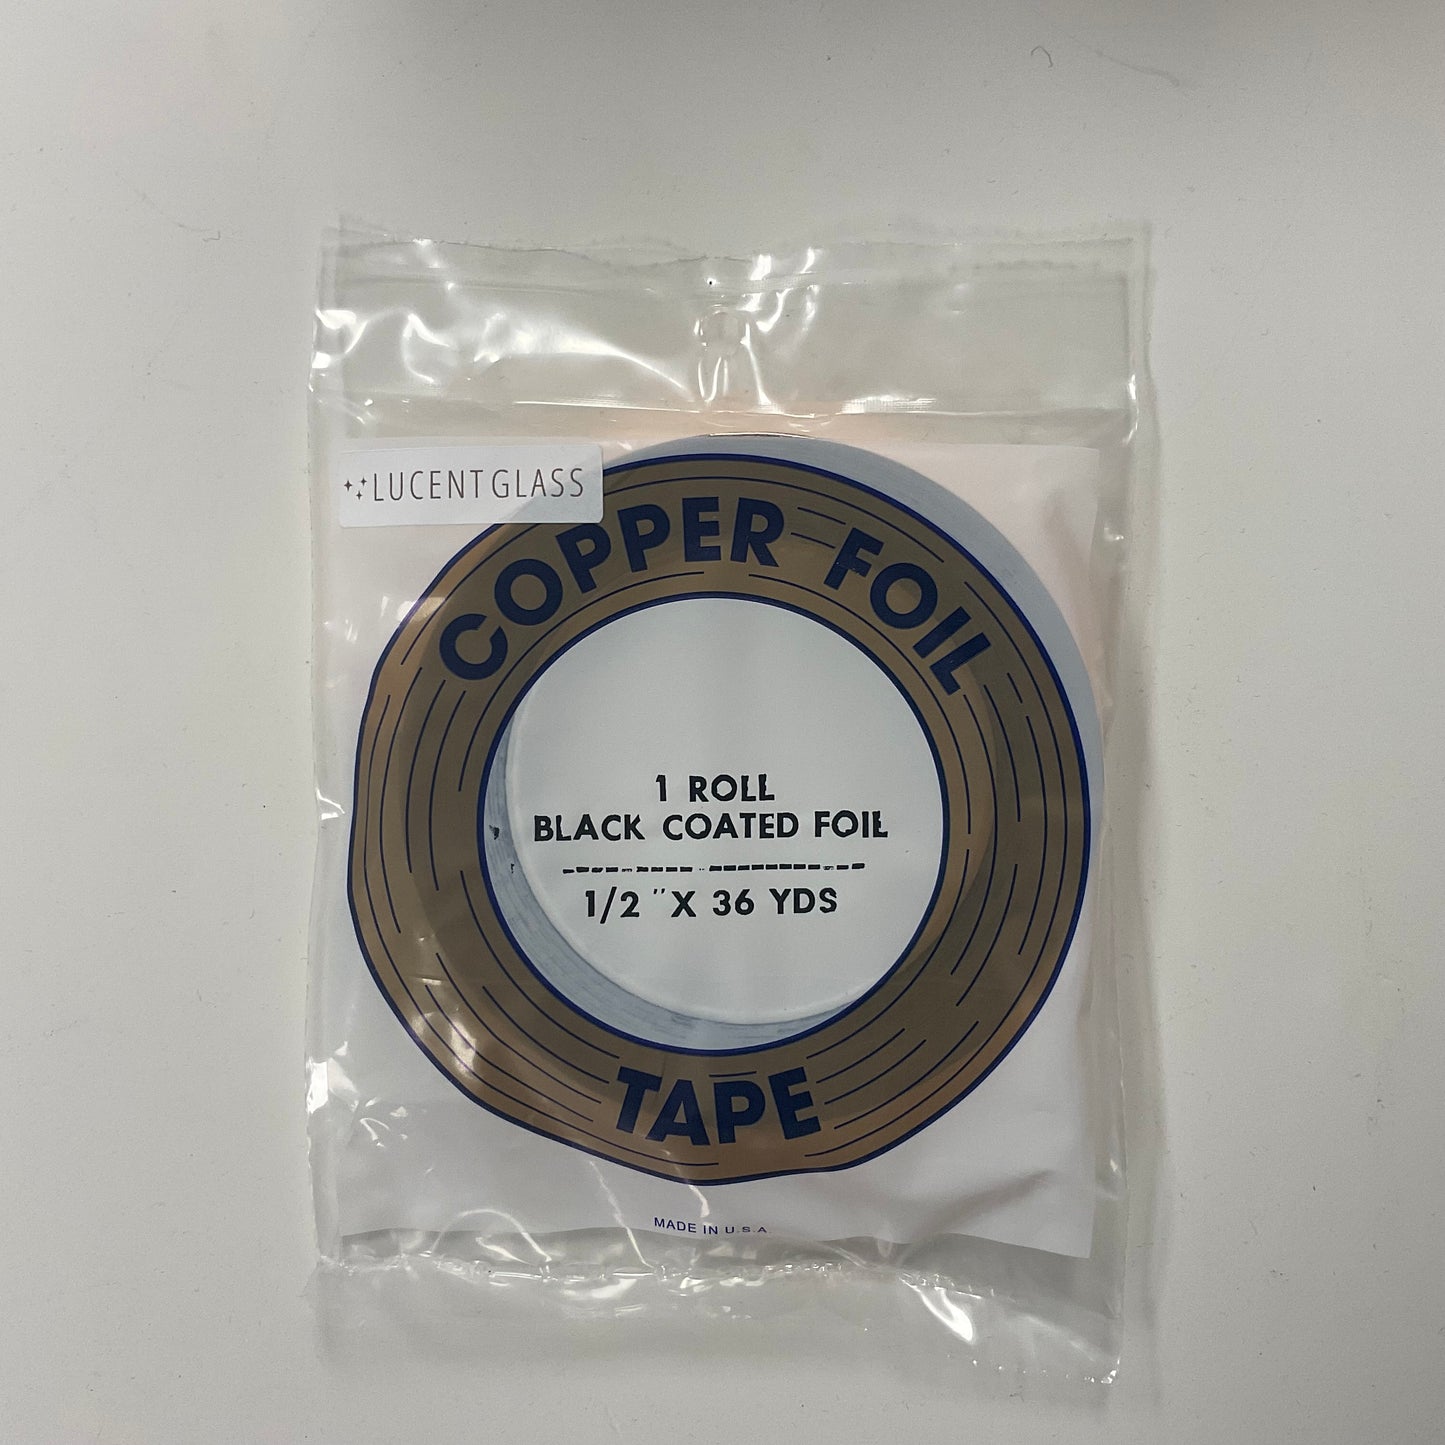 LUCENT GLASS
COPPER FOIL
1 ROLL
BLACK COATED FOIL
1/2 "X 36 YDS
TAPE
MADE IN U.S.A.